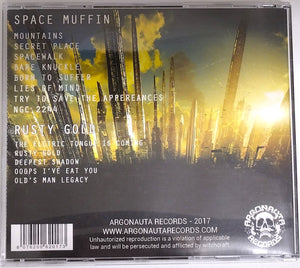 SPACE MUFFIN
MOUNTAINS
SECRET PLACE
SPACEWALK
BARE KNUCKLE
BORN TO SUFFER
LIES OF MIND
TRY TO SAVE THE APPEREANCES
NGC 2264
RUSTY GOLD
THE ELECTRIC TONGUE IS COMING
RUSTY GOLD
DEEPEST SHADOW
OOOPS I'VE EAT YOU
OLD'S MAN LEGACY
ARGONAUTA RECORDS - 2017
WWW.ARGONAUTARECORDS.COM
Unhautorized reproduction is a violation of applicable
law and will be persecuted and afflicted by witchcraft.
ARGONAUTA
RECORDS